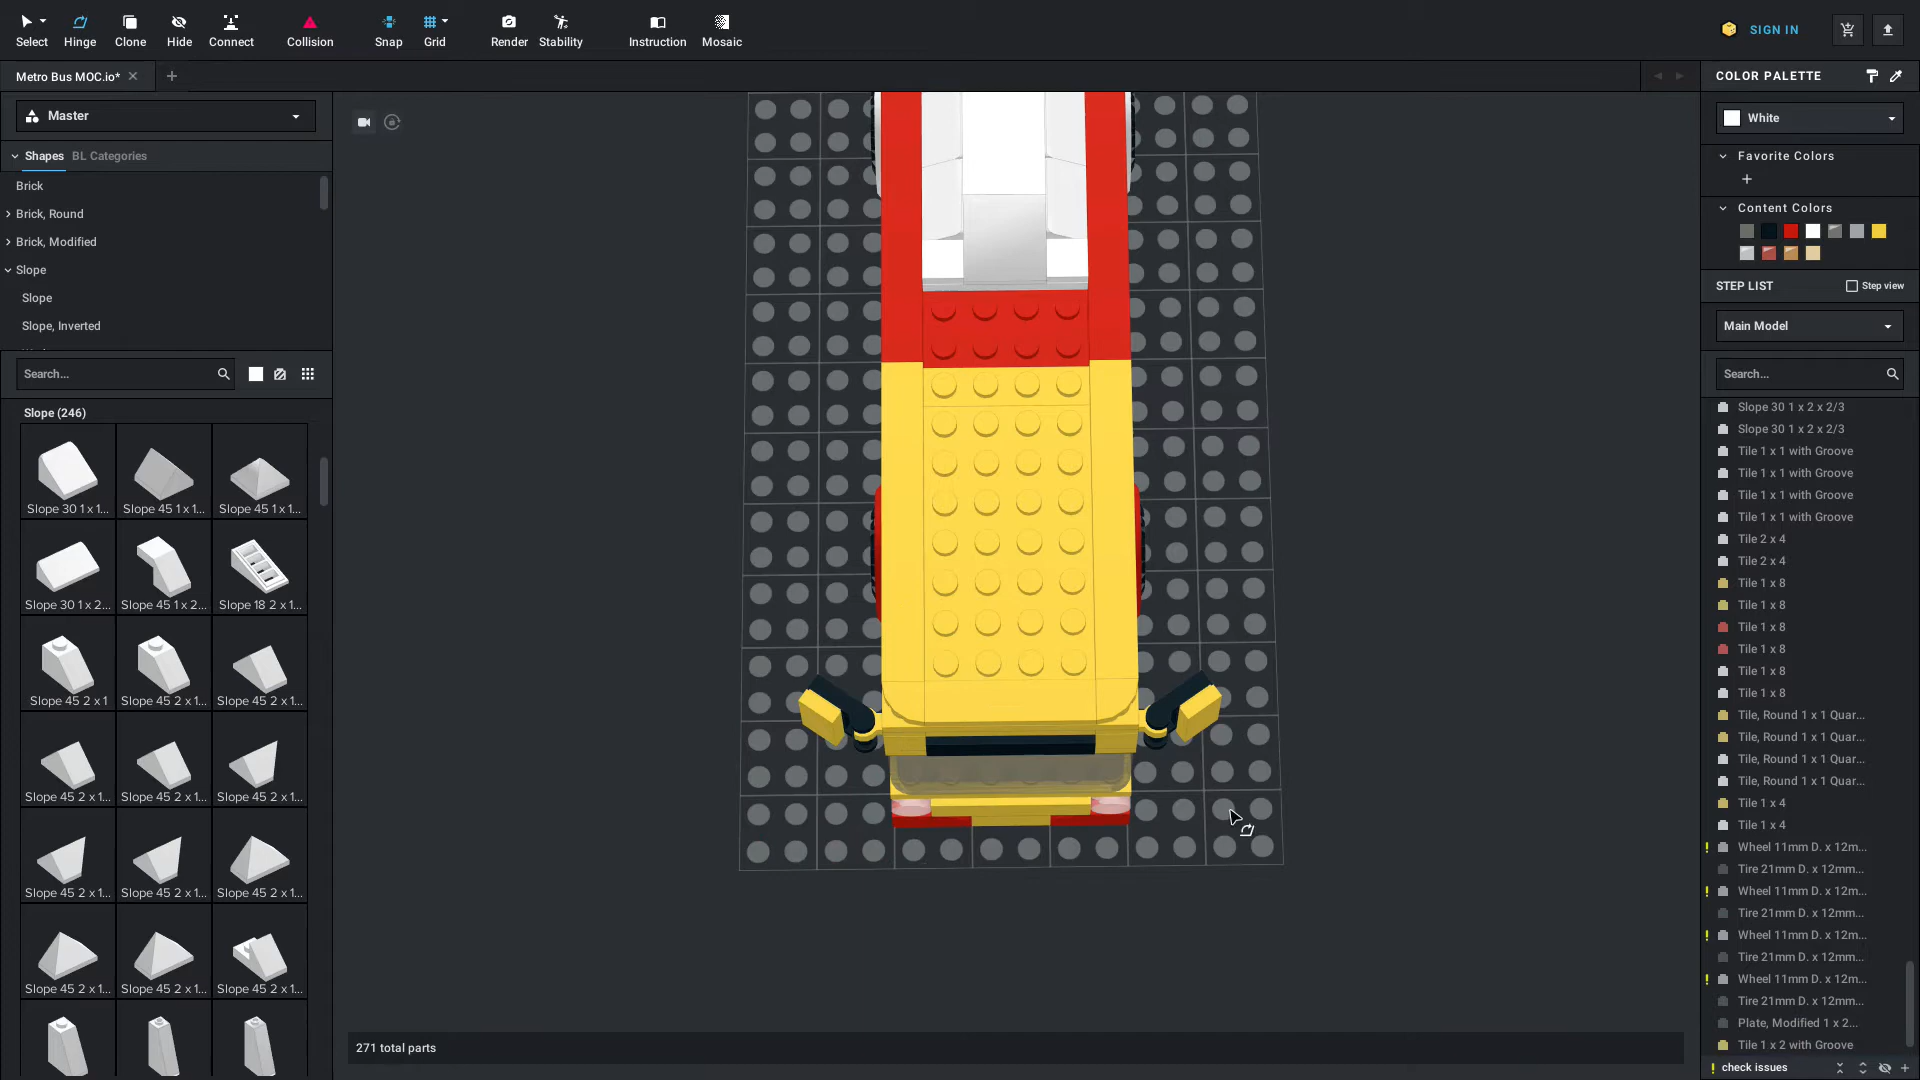 Select
Hinge
Clone
Hide
Connect
Collision
Snap
Grid
Render
Stability
Instruction
Mosaic
SIGN IN
Metro Bus MOC.io*
Master
Shapes
BL Categories
Brick
Brick, Round
Brick, Modified
Slope
Slope
Slope, Inverted
Search...
Slope (246)
Slope 30 1 x 1...
Slope 45 1 x 1...
Slope 45 1 x 1...
Slope 30 1 x 2...
Slope 45 1 x 2...
Slope 18 2 x 1...
Slope 45 2 x 1
Slope 45 2 x 1...
Slope 45 2 x 1...
Slope 45 2 x 1...
Slope 45 2 x 1...
Slope 45 2 x 1...
Slope 45 2 x 1...
Slope 45 2 x 1...
Slope 45 2 x 1...
Slope 45 2 x 1...
Slope 45 2 x 1...
Slope 45 2 x 1...
271 total parts
COLOR PALETTE
White
Favorite Colors
Content Colors
STEP LIST
Step view
Main Model
Search...
Slope 30 1 x 2 x 2/3
Slope 30 1 x 2 x 2/3
Tile 1 x 1 with Groove
Tile 1 x 1 with Groove
Tile 1 x 1 with Groove
Tile 1 x 1 with Groove
Tile 2 x 4
Tile 2 x 4
Tile 1 x 8
Tile 1 x 8
Tile 1 x 8
Tile 1 x 8
Tile 1 x 8
Tile 1 x 8
Tile, Round 1 x 1 Quar...
Tile, Round 1 x 1 Quar...
Tile, Round 1 x 1 Quar...
Tile, Round 1 x 1 Quar...
Tile 1 x 4
Tile 1 x 4
Wheel 11mm D. x 12m...
Tire 21mm D. x 12mm...
Wheel 11mm D. x 12m...
Tire 21mm D. x 12mm...
Wheel 11mm D. x 12m...
Tire 21mm D. x 12mm...
Wheel 11mm D. x 12m...
Tire 21mm D. x 12mm...
Plate, Modified 1 x 2...
Tile 1 x 2 with Groove
check issues